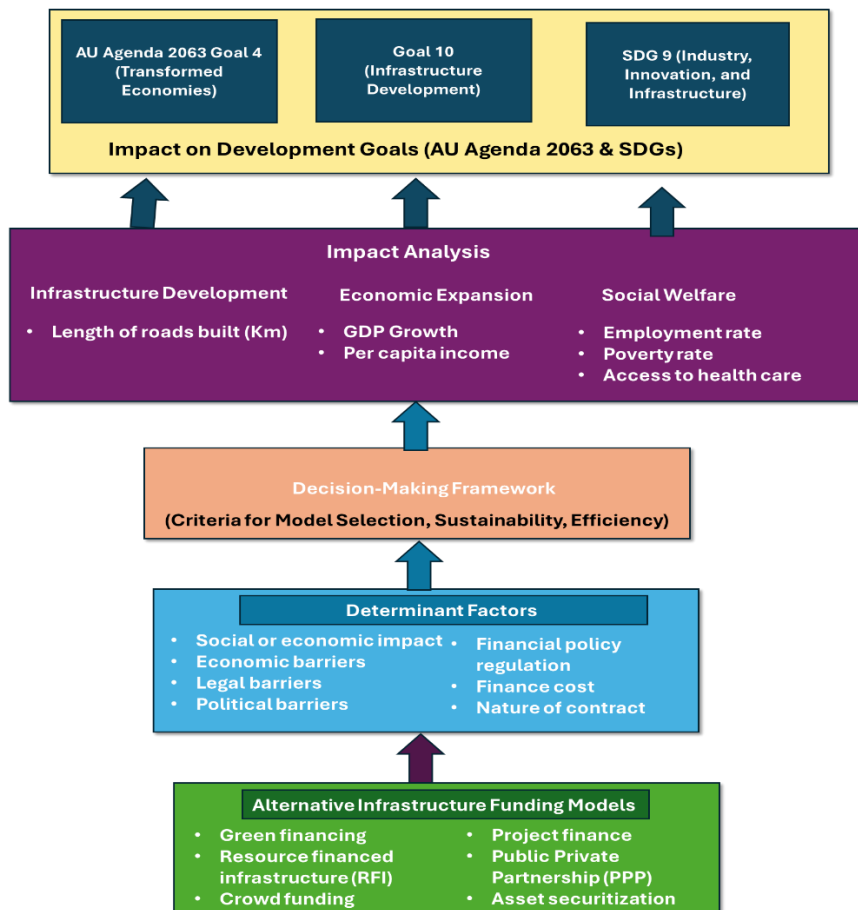 AU Agenda 2063 Goal 4
(Transformed
Economies)
Goal 10
(Infrastructure
Development)
SDG 9 (Industry,
Innovation, and
Infrastructure)
Impact on Development Goals (AU Agenda 2063 & SDGs)
Impact Analysis
Infrastructure Development
• Length of roads built (Km)
Economic Expansion
• GDP Growth
• Per capita income
Social Welfare
• Employment rate
• Poverty rate
• Access to health care
Decision-Making Framework
(Criteria for Model Selection, Sustainability, Efficiency)
Determinant Factors
• Social or economic impact
• Economic barriers
• Legal barriers
• Political barriers
• Financial policy
regulation
• Finance cost
• Nature of contract
Alternative Infrastructure Funding Models
• Green financing
• Resource financed
infrastructure (RFI)
• Crowd funding
• Project finance
• Public Private
Partnership (PPP)
• Asset securitization